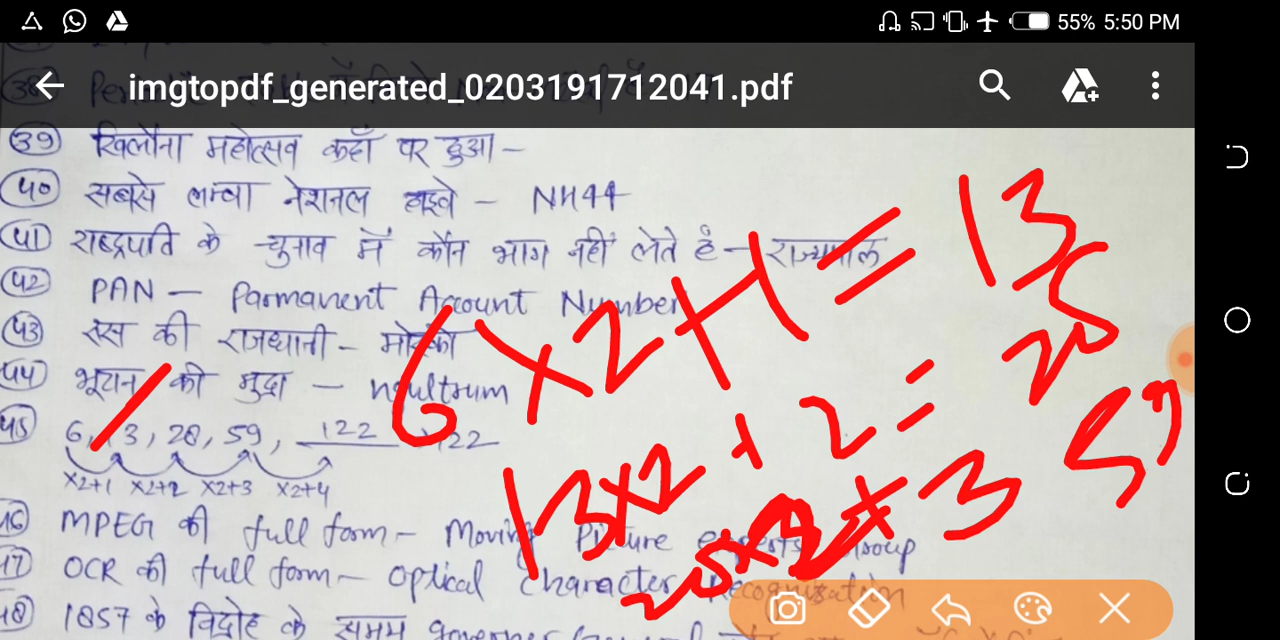 55% 5:50 PM
imgtopdf_generated_0203191712041.pdf
39 खिलौना महोत्सव कहाँ पर हुआ –
40 सबसे लम्बा नेशनल हाइवे – NH44
41 राष्ट्रपति के चुनाव में कौन भाग नहीं लेते हैं – राज्यपाल
42 PAN – Parmanent Account Number
43 रूस की राजधानी – मोस्को
44 भूटान की मुद्रा – Ngultrum
45 6, 13, 28, 59, 122 122
x2+1 x2+2 x2+3 x2+4
46 MPEG की full form – Moving Picture experts Group
47 OCR की full form – Optical Character Recognization
48 1857 के विद्रोह के समय
6x2+1=13
13x2+2=28
28x2+3 59